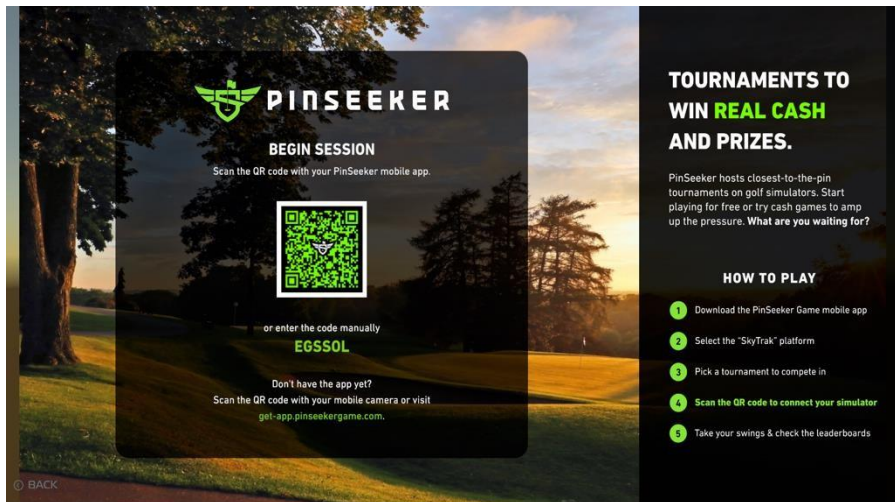 PINSEEKER
BEGIN SESSION
Scan the QR code with your PinSeeker mobile app.
or enter the code manually
EGSSOL
Don't have the app yet?
Scan the QR code with your mobile camera or visit
get-app.pinseekergame.com.
BACK
TOURNAMENTS TO
WIN REAL CASH
AND PRIZES.
PinSeeker hosts closest-to-the-pin
tournaments on golf simulators. Start
playing for free or try cash games to amp
up the pressure. What are you waiting for?
HOW TO PLAY
1 Download the PinSeeker Game mobile app
2 Select the "SkyTrak" platform
3 Pick a tournament to compete in
4 Scan the QR code to connect your simulator
5 Take your swings & check the leaderboards